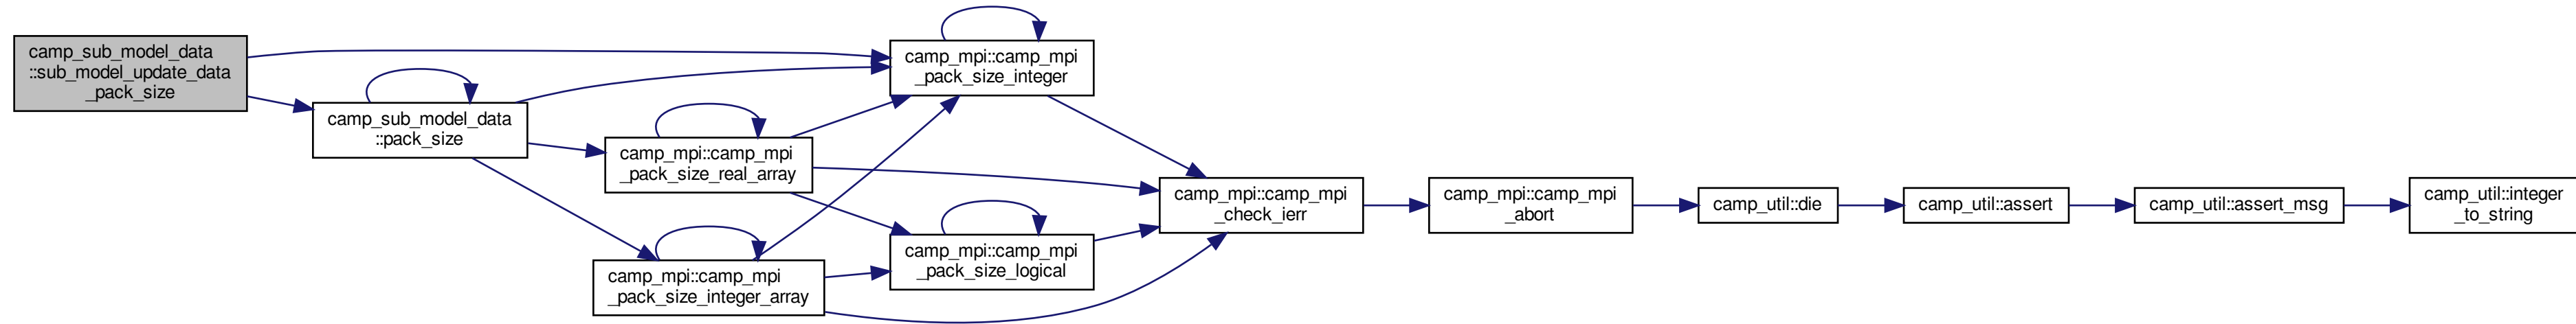 camp_sub_model_data
::sub_model_update_data
_pack_size
camp_sub_model_data
::pack_size
camp_mpi::camp_mpi
_pack_size_integer
camp_mpi::camp_mpi
_pack_size_real_array
camp_mpi::camp_mpi
_pack_size_integer_array
camp_mpi::camp_mpi
_pack_size_logical
camp_mpi::camp_mpi
_check_ierr
camp_mpi::camp_mpi
_abort
camp_util::die
camp_util::assert
camp_util::assert_msg
camp_util::integer
_to_string